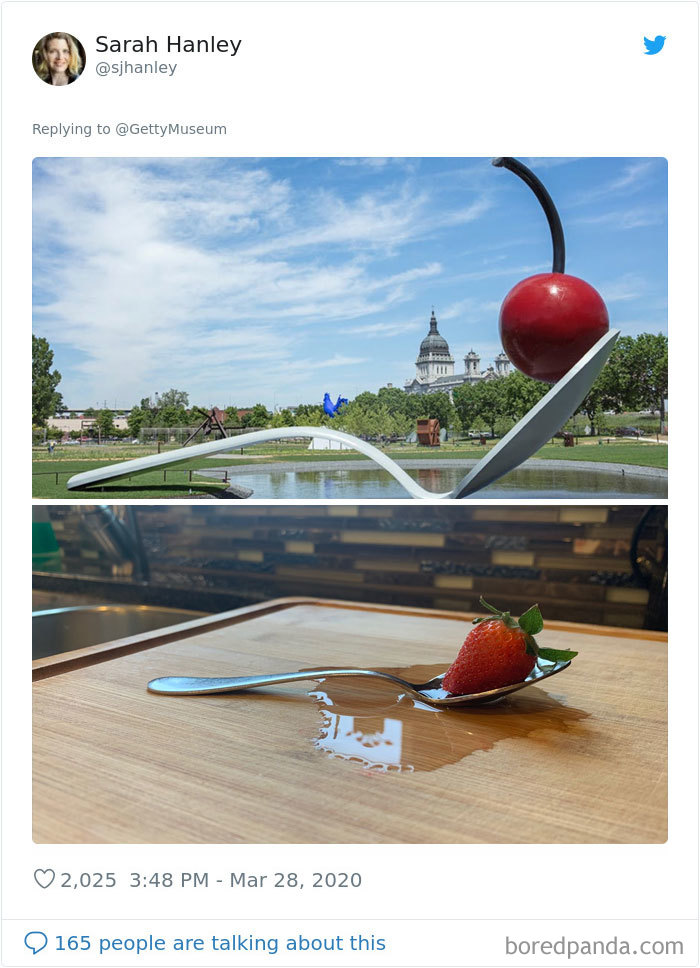 Sarah Hanley
@sjhanley
Replying to @GettyMuseum
2,025 3:48 PM - Mar 28, 2020
165 people are talking about this
boredpanda.com